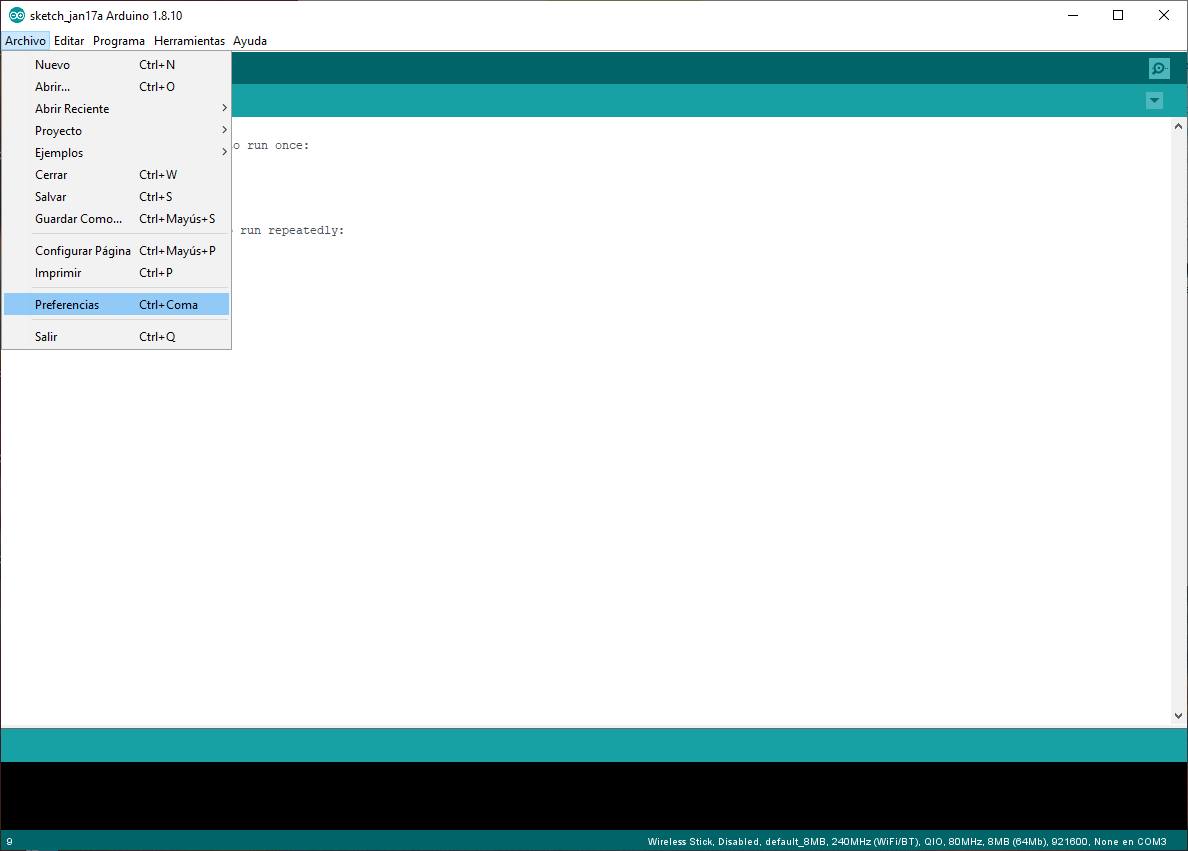 sketch_jan17a Arduino 1.8.10
Archivo Editar Programa Herramientas Ayuda
Nuevo Ctrl+N
Abrir... Ctrl+O
Abrir Reciente
Proyecto
o run once:
Ejemplos
Cerrar Ctrl+W
Salvar Ctrl+S
Guardar Como... Ctrl+Mayús+S
run repeatedly:
Configurar Página Ctrl+Mayús+P
Imprimir Ctrl+P
Preferencias Ctrl+Coma
Salir Ctrl+Q
9 Wireless Stick, Disabled, default_8MB, 240MHz (WiFi/BT), QIO, 80MHz, 8MB (64Mb), 921600, None en COM3